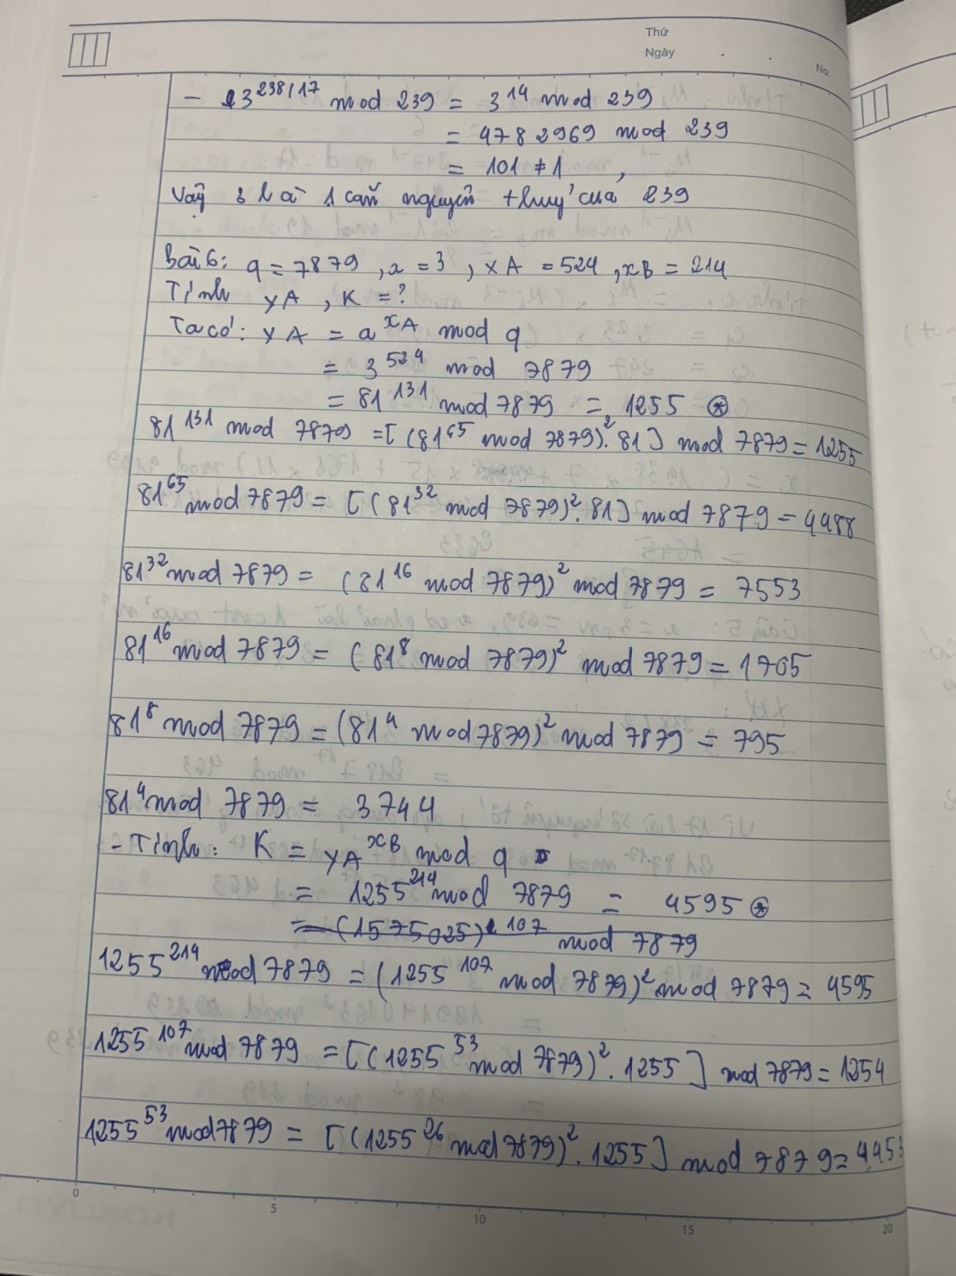 Thứ
Ngày
No.
- 3^238/17 mod 239 = 3^14 mod 239
= 4782969 mod 239
= 101 ≠ 1,
Vậy 3 là 1 căn nguyên thuỷ của 239
Bài 6: q = 7879, a = 3, xA = 524, xB = 214
Tính yA, K = ?
Ta có: yA = a^xA mod q
= 3^524 mod 7879
= 81^131 mod 7879 = 1255 ⊛
81^131 mod 7879 = [(81^65 mod 7879)^2 . 81] mod 7879 = 1255
81^65 mod 7879 = [(81^32 mod 7879)^2 . 81] mod 7879 = 4488
81^32 mod 7879 = (81^16 mod 7879)^2 mod 7879 = 7553
81^16 mod 7879 = (81^8 mod 7879)^2 mod 7879 = 1705
81^8 mod 7879 = (81^4 mod 7879)^2 mod 7879 = 795
81^4 mod 7879 = 3744
- Tính: K = yA^xB mod q
= 1255^214 mod 7879 = 4595 ⊛
= (1575025)^107 mod 7879
1255^214 mod 7879 = (1255^107 mod 7879)^2 mod 7879 = 4595
1255^107 mod 7879 = [(1255^53 mod 7879)^2 . 1255] mod 7879 = 1254
1255^53 mod 7879 = [(1255^26 mod 7879)^2 . 1255] mod 7879 =
0 5 10 15 20